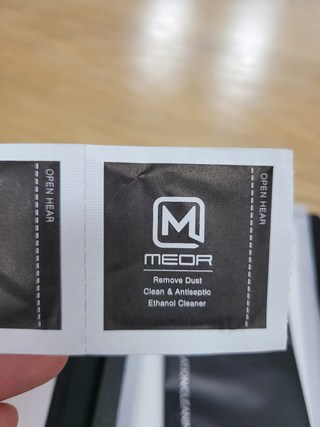 OPEN HEAR
M
MEOR
Remove Dust
Clean & Antiseptic
Ethanol Cleaner
OPEN HEAR